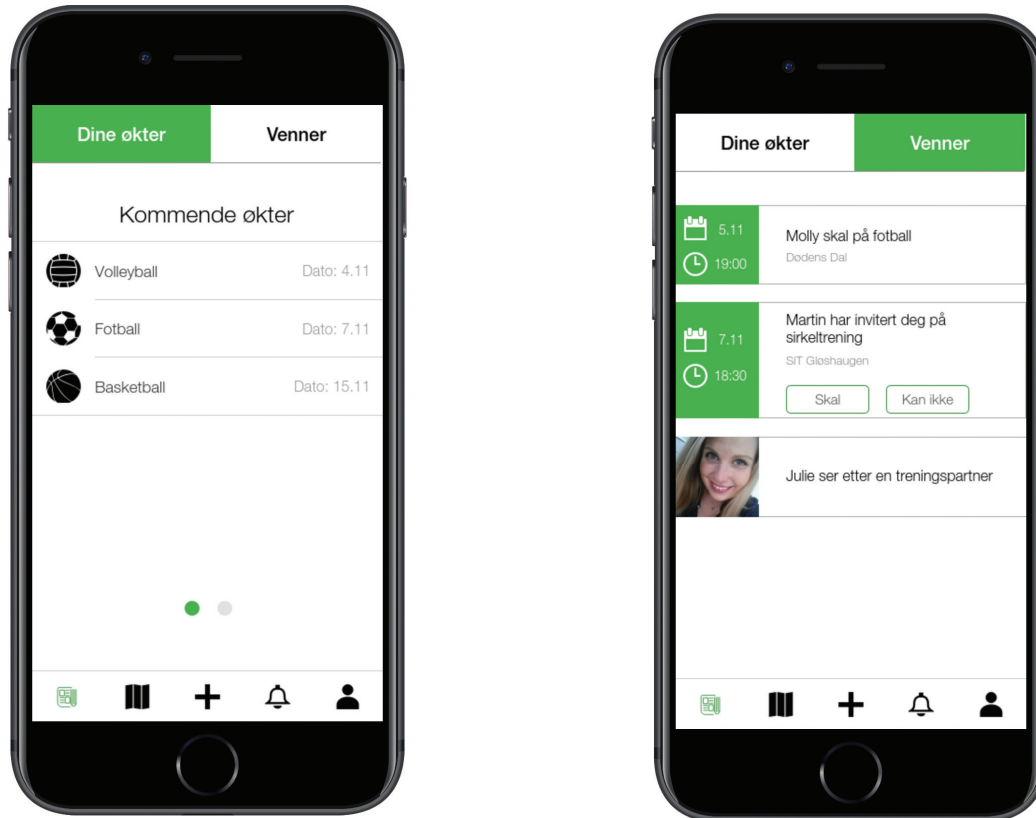 Dine økter
Venner
Kommende økter
Volleyball
Dato: 4.11
Fotball
Dato: 7.11
Basketball
Dato: 15.11
Dine økter
Venner
5.11
19:00
Molly skal på fotball
Dødens Dal
7.11
18:30
Martin har invitert deg på
sirkeltrening
SiT Gløshaugen
Skal
Kan ikke
Julie ser etter en treningspartner